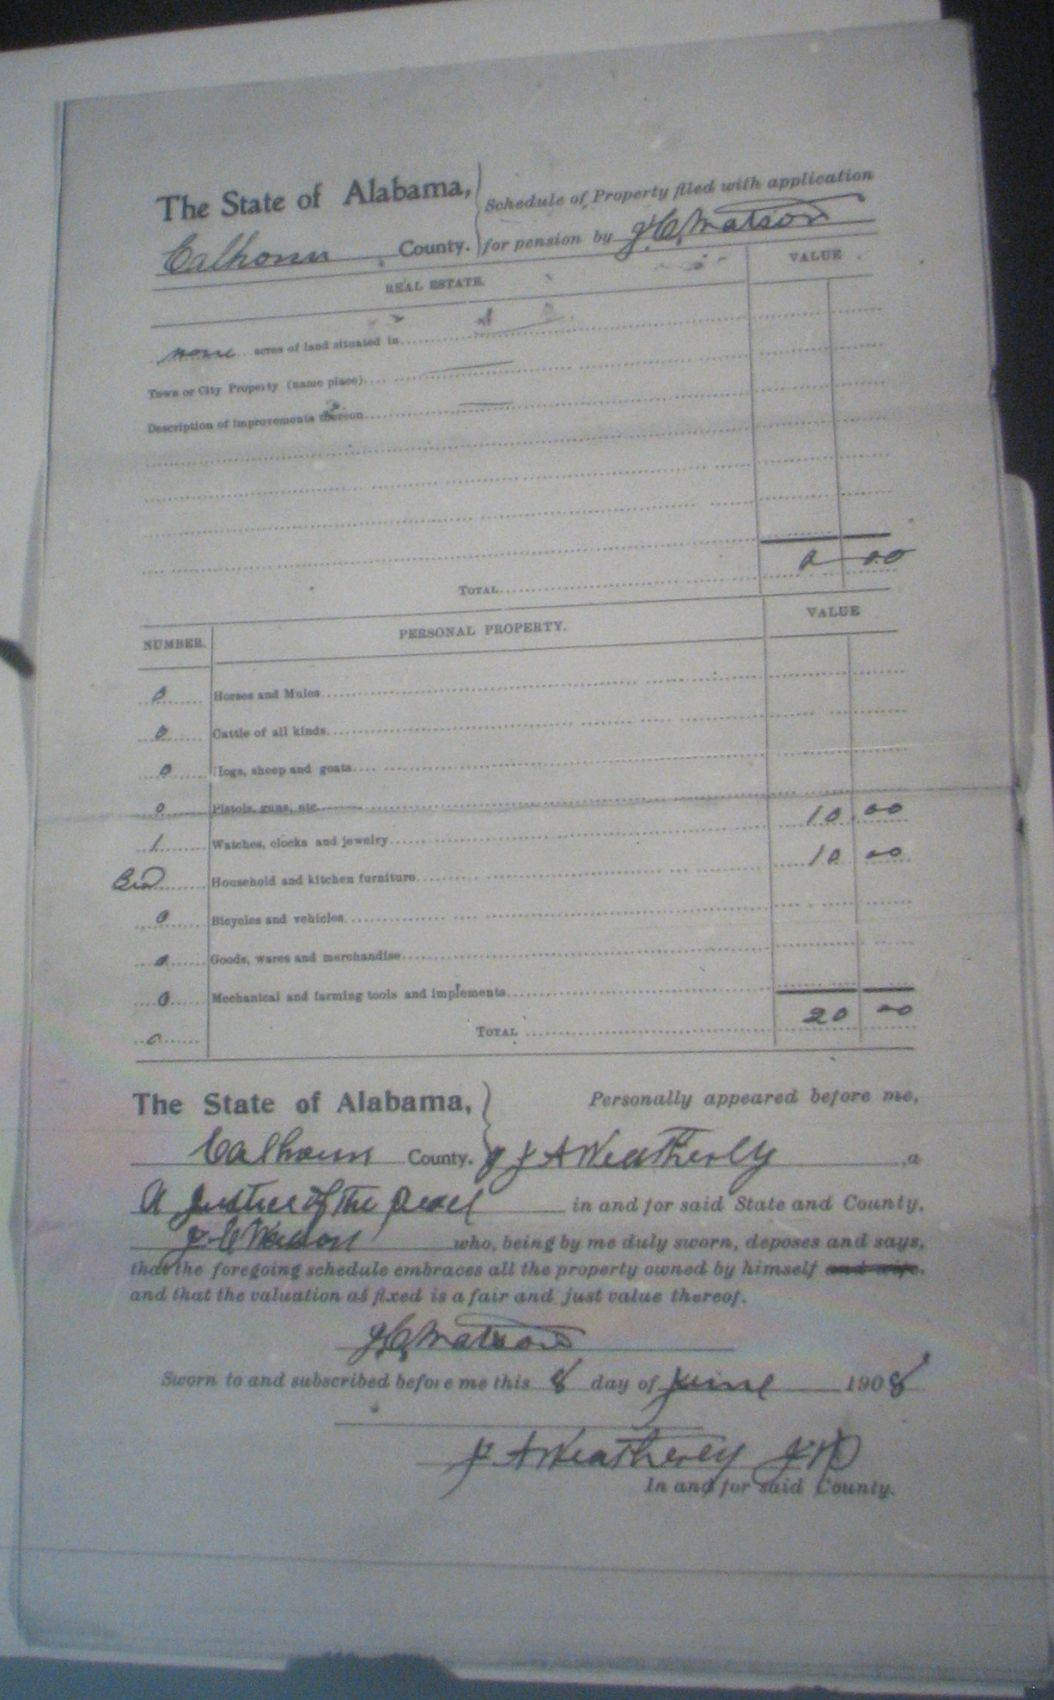 The State of Alabama, Schedule of Property filed with application
Calhoun County. for pension by J.C. Watson
REAL ESTATE. VALUE
none acres of land situated in
Town or City Property (name place)
Description of improvements thereon
TOTAL 0 00
NUMBER. PERSONAL PROPERTY. VALUE
0 Horses and Mules
0 Cattle of all kinds
0 Hogs, sheep and goats
0 Pistols, guns, etc.
1 Watches, clocks and jewelry 10 00
Bed Household and kitchen furniture 10 00
0 Bicycles and vehicles
0 Goods, wares and merchandise
0 Mechanical and farming tools and implements
0 TOTAL 20 00
The State of Alabama, Personally appeared before me,
Calhoun County. J A Weatherly, a
A Justice of The Peace in and for said State and County,
J. C Watson who, being by me duly sworn, deposes and says,
that the foregoing schedule embraces all the property owned by himself and wife,
and that the valuation as fixed is a fair and just value thereof.
J.C. Watson
Sworn to and subscribed before me this 8 day of June 1908
J A Weatherly J P
In and for said County.